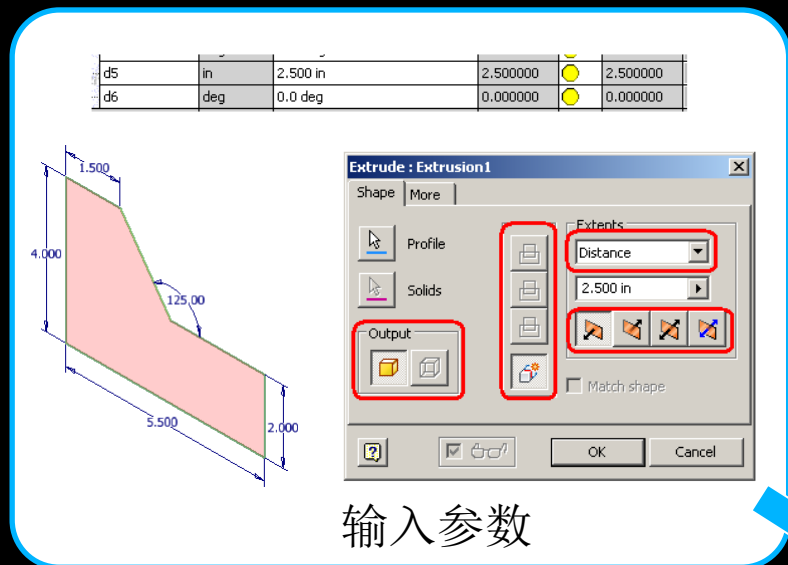 d5 in 2.500 in 2.500000 2.500000
d6 deg 0.0 deg 0.000000 0.000000
1.500
4.000
125.00
5.500
2.000
Extrude : Extrusion1
Shape More
Profile
Solids
Output
Extents
Distance
2.500 in
Match shape
OK Cancel
输入参数